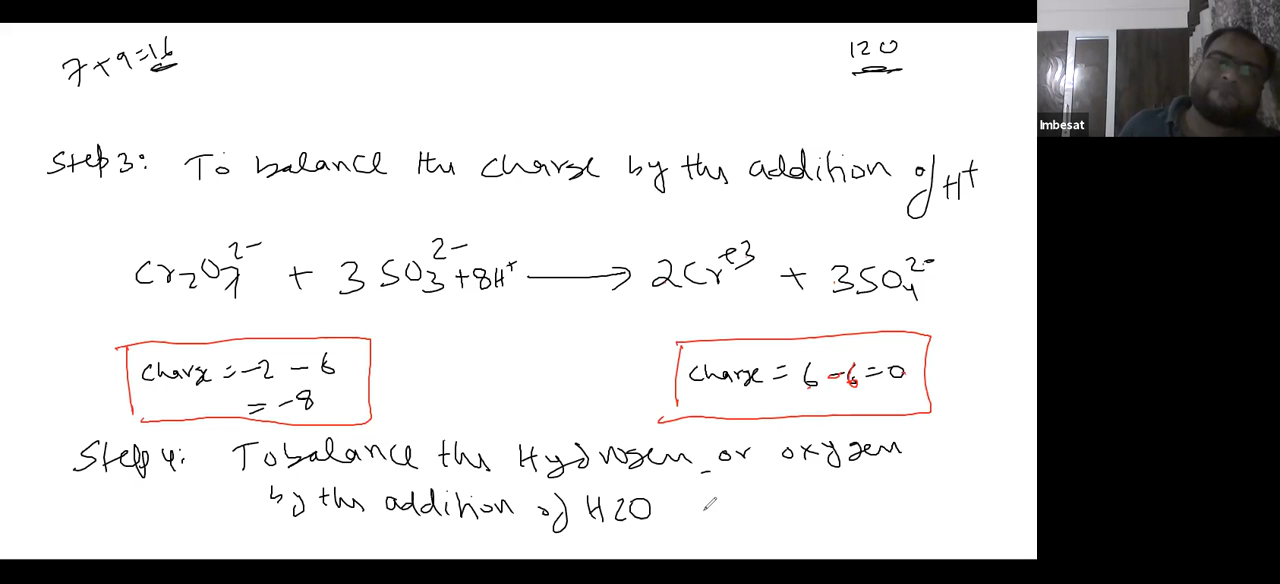 7+9=16
120
Imbesat
Step 3: To balance the charge by the addition of H+
Cr2O7^2- + 3SO3^2- + 8H+ → 2Cr^+3 + 3SO4^2-
charge = -2 - 6
= -8
charge = 6 - 6 = 0
Step 4: To balance the Hydrogen or oxygen
by the addition of H2O